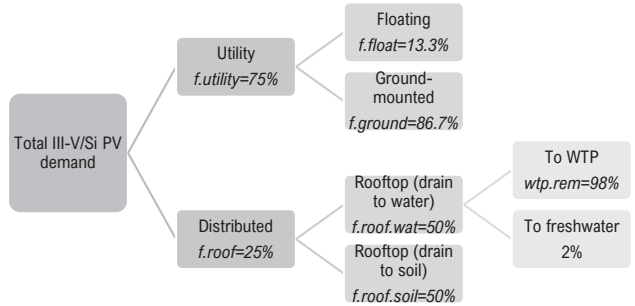 Total III-V/Si PV
demand
Utility
f.utility=75%
Distributed
f.roof=25%
Floating
f.float=13.3%
Ground-
mounted
f.ground=86.7%
Rooftop (drain
to water)
f.roof.wat=50%
Rooftop (drain
to soil)
f.roof.soil=50%
To WTP
wtp.rem=98%
To freshwater
2%